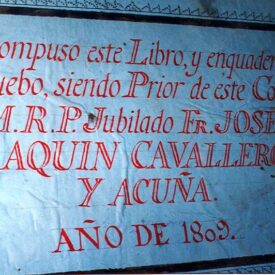 ompuso este Libro, y enquader
uebo, siendo Prior de este Co
M.R.P. Jubilado Fr. JOSE
AQUIN CAVALLERO
Y ACUÑA.
AÑO DE 1809.